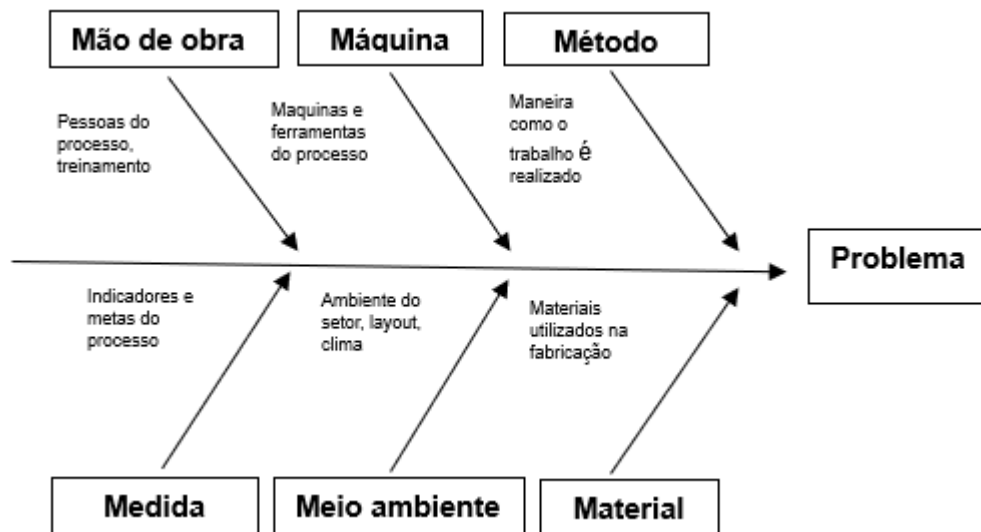 Mão de obra
Máquina
Método
Pessoas do
processo,
treinamento
Maquinas e
ferramentas
do processo
Maneira
como o
trabalho é
realizado
Problema
Indicadores e
metas do
processo
Ambiente do
setor, layout,
clima
Materiais
utilizados na
fabricação
Medida
Meio ambiente
Material